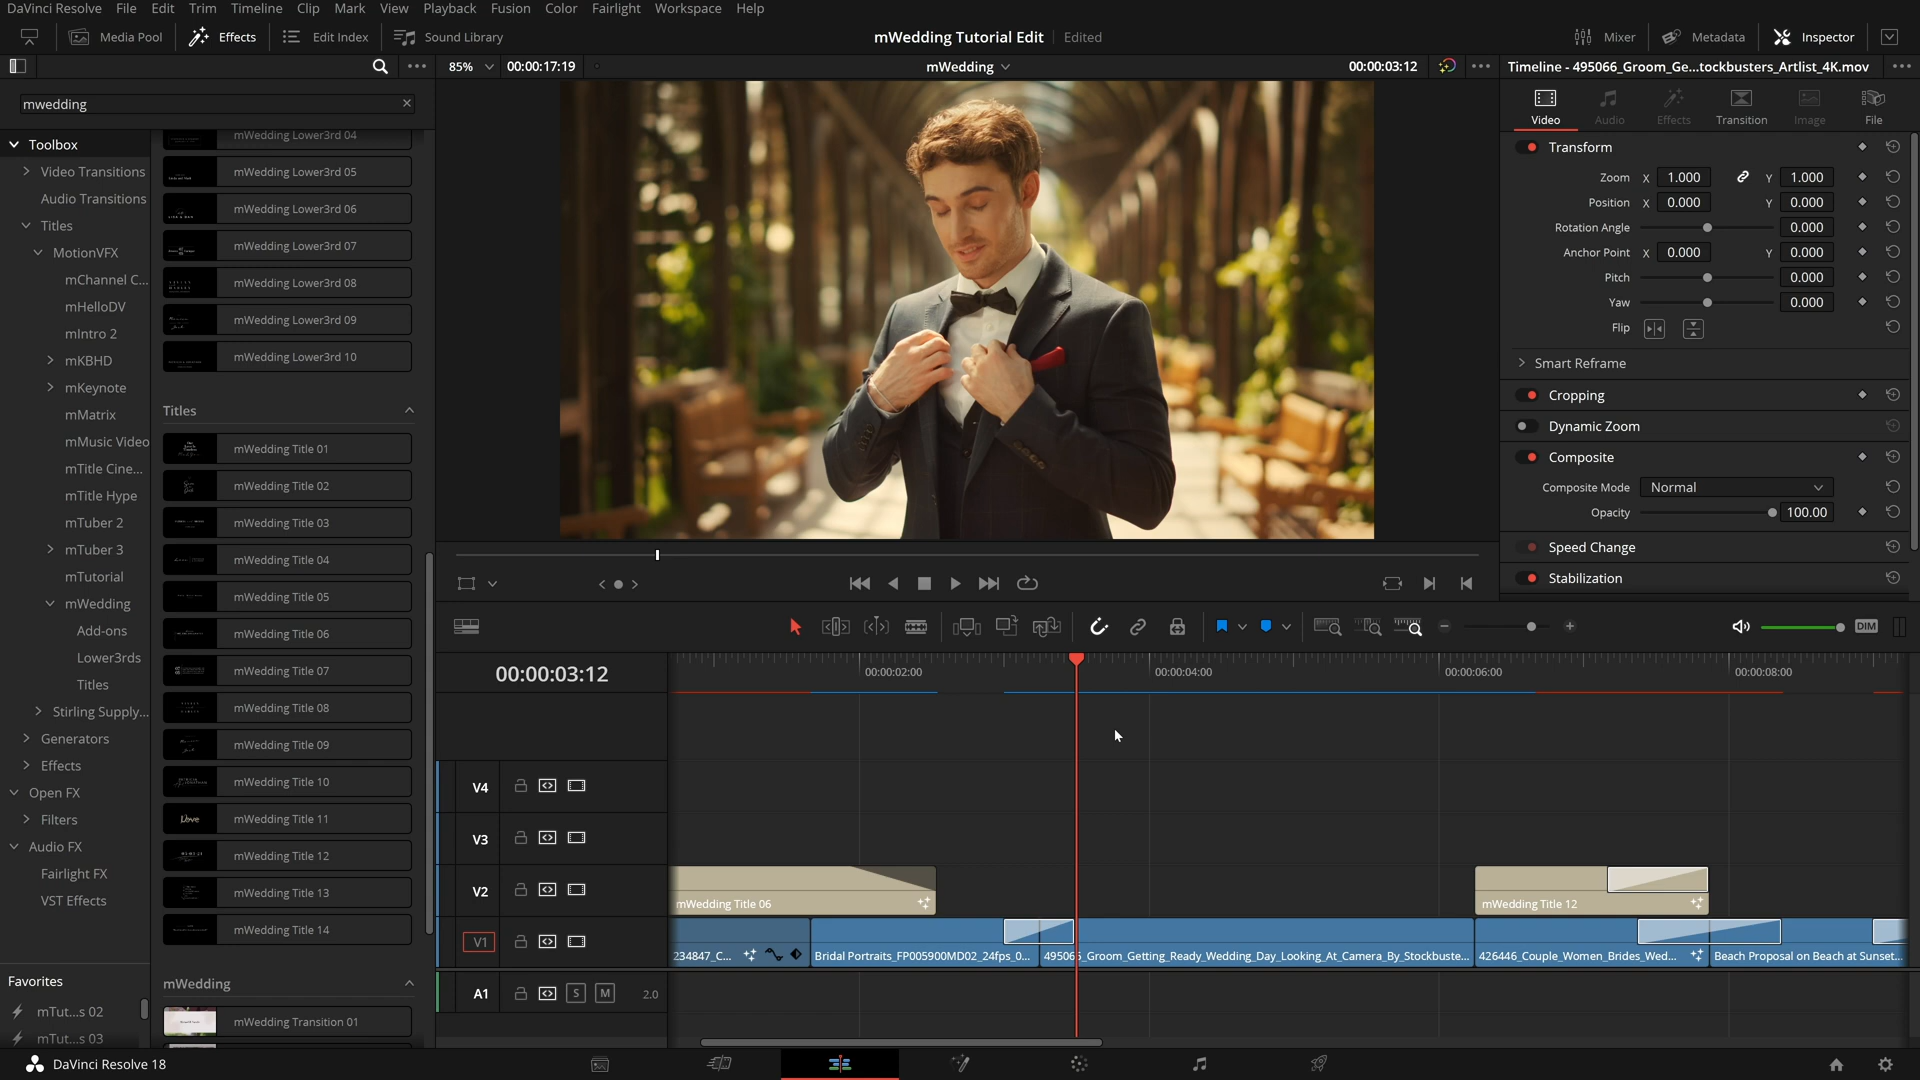 DaVinci Resolve File Edit Trim Timeline Clip Mark View Playback Fusion Color Fairlight Workspace Help
Media Pool Effects Edit Index Sound Library mWedding Tutorial Edit Edited Mixer Metadata Inspector
85% 00:00:17:19 mWedding 00:00:03:12 Timeline - 495066_Groom_Ge...tockbusters_Artlist_4K.mov
mwedding
Video Audio Effects Transition Image File
Toolbox
Video Transitions
Audio Transitions
Titles
MotionVFX
mChannel C...
mHelloDV
mIntro 2
mKBHD
mKeynote
mMatrix
mMusic Video
mTitle Cine...
mTitle Hype
mTuber 2
mTuber 3
mTutorial
mWedding
Add-ons
Lower3rds
Titles
Stirling Supply...
Generators
Effects
Open FX
Filters
Audio FX
Fairlight FX
VST Effects
Favorites
mTut...s 02
mTut...s 03
mWedding Lower3rd 04
mWedding Lower3rd 05
mWedding Lower3rd 06
mWedding Lower3rd 07
mWedding Lower3rd 08
mWedding Lower3rd 09
mWedding Lower3rd 10
Titles
mWedding Title 01
mWedding Title 02
mWedding Title 03
mWedding Title 04
mWedding Title 05
mWedding Title 06
mWedding Title 07
mWedding Title 08
mWedding Title 09
mWedding Title 10
mWedding Title 11
mWedding Title 12
mWedding Title 13
mWedding Title 14
mWedding
mWedding Transition 01
Transform
Zoom X 1.000 Y 1.000
Position X 0.000 Y 0.000
Rotation Angle 0.000
Anchor Point X 0.000 Y 0.000
Pitch 0.000
Yaw 0.000
Flip
Smart Reframe
Cropping
Dynamic Zoom
Composite
Composite Mode Normal
Opacity 100.00
Speed Change
Stabilization
DIM
00:00:03:12 00:00:02:00 00:00:04:00 00:00:06:00 00:00:08:00
V4
V3
V2
mWedding Title 06 mWedding Title 12
V1
234847_C... Bridal Portraits_FP005900MD02_24fps_0... 495066_Groom_Getting_Ready_Wedding_Day_Looking_At_Camera_By_Stockbuste... 426446_Couple_Women_Brides_Wed... Beach Proposal on Beach at Sunset...
A1 S M 2.0
DaVinci Resolve 18